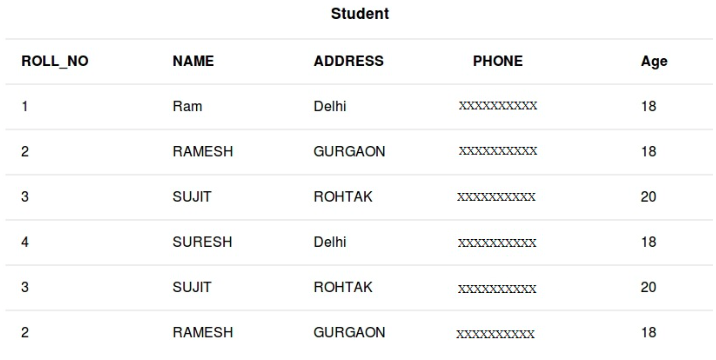 Student
ROLL_NO NAME ADDRESS PHONE Age
1 Ram Delhi XXXXXXXXXX 18
2 RAMESH GURGAON XXXXXXXXXX 18
3 SUJIT ROHTAK XXXXXXXXXX 20
4 SURESH Delhi XXXXXXXXXX 18
3 SUJIT ROHTAK XXXXXXXXXX 20
2 RAMESH GURGAON XXXXXXXXXX 18